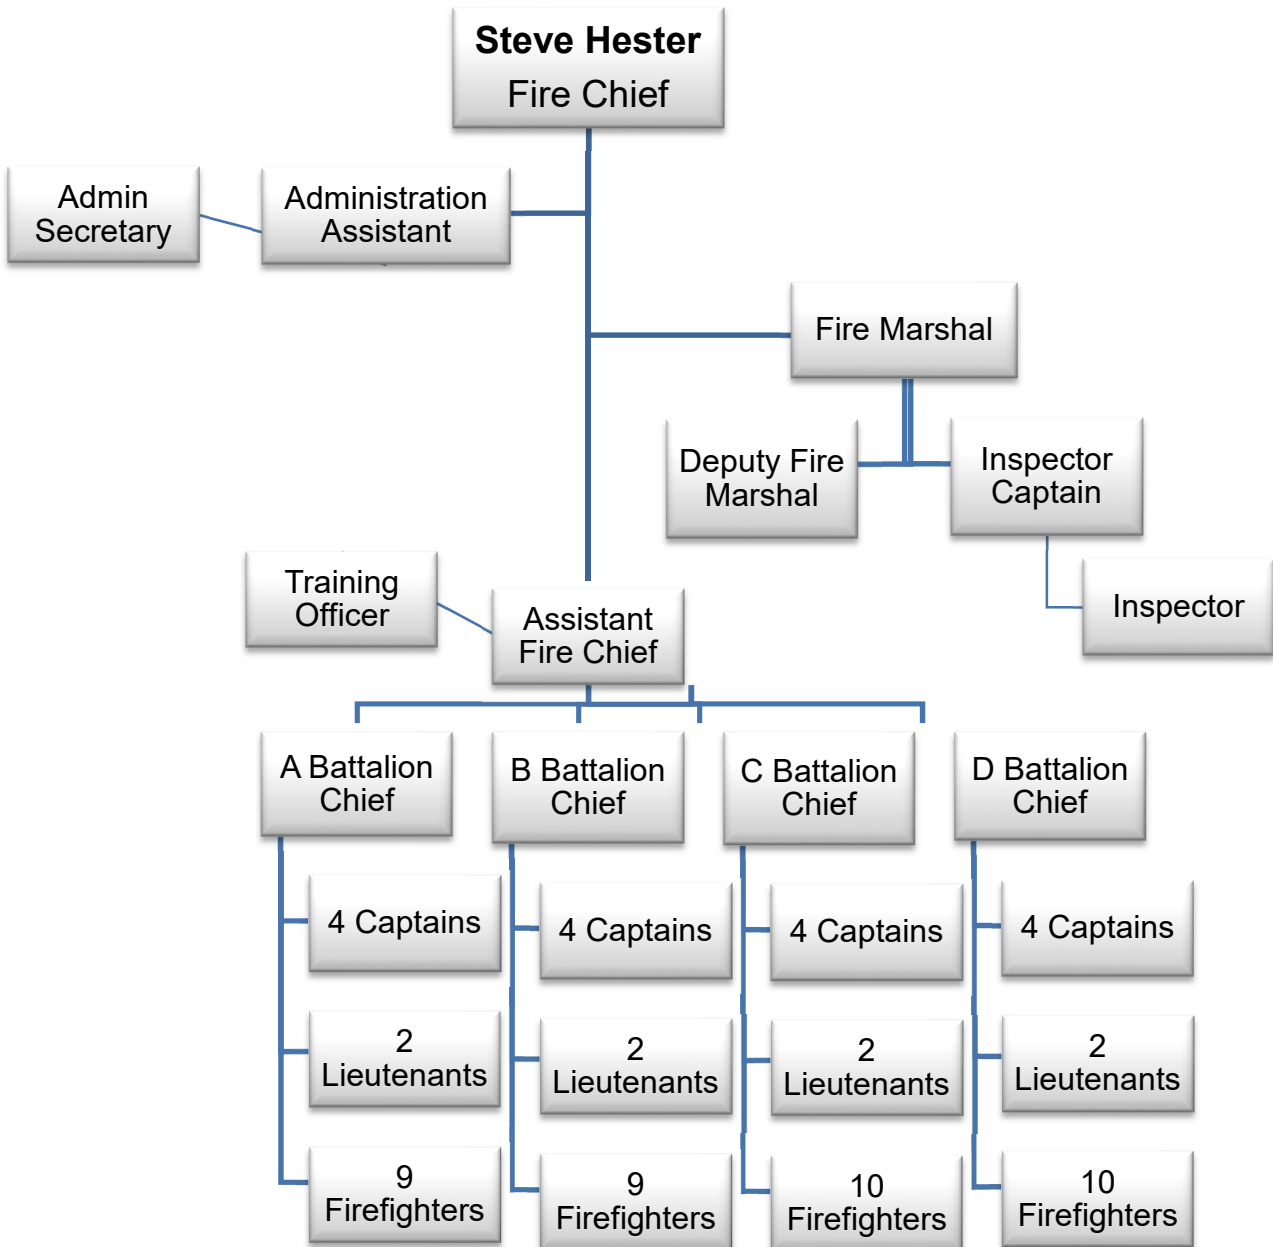 Steve Hester
Fire Chief
Admin
Secretary
Administration
Assistant
Fire Marshal
Deputy Fire
Marshal
Inspector
Captain
Inspector
Training
Officer
Assistant
Fire Chief
A Battalion
Chief
B Battalion
Chief
C Battalion
Chief
D Battalion
Chief
4 Captains
4 Captains
4 Captains
4 Captains
2
Lieutenants
2
Lieutenants
2
Lieutenants
2
Lieutenants
9
Firefighters
9
Firefighters
10
Firefighters
10
Firefighters